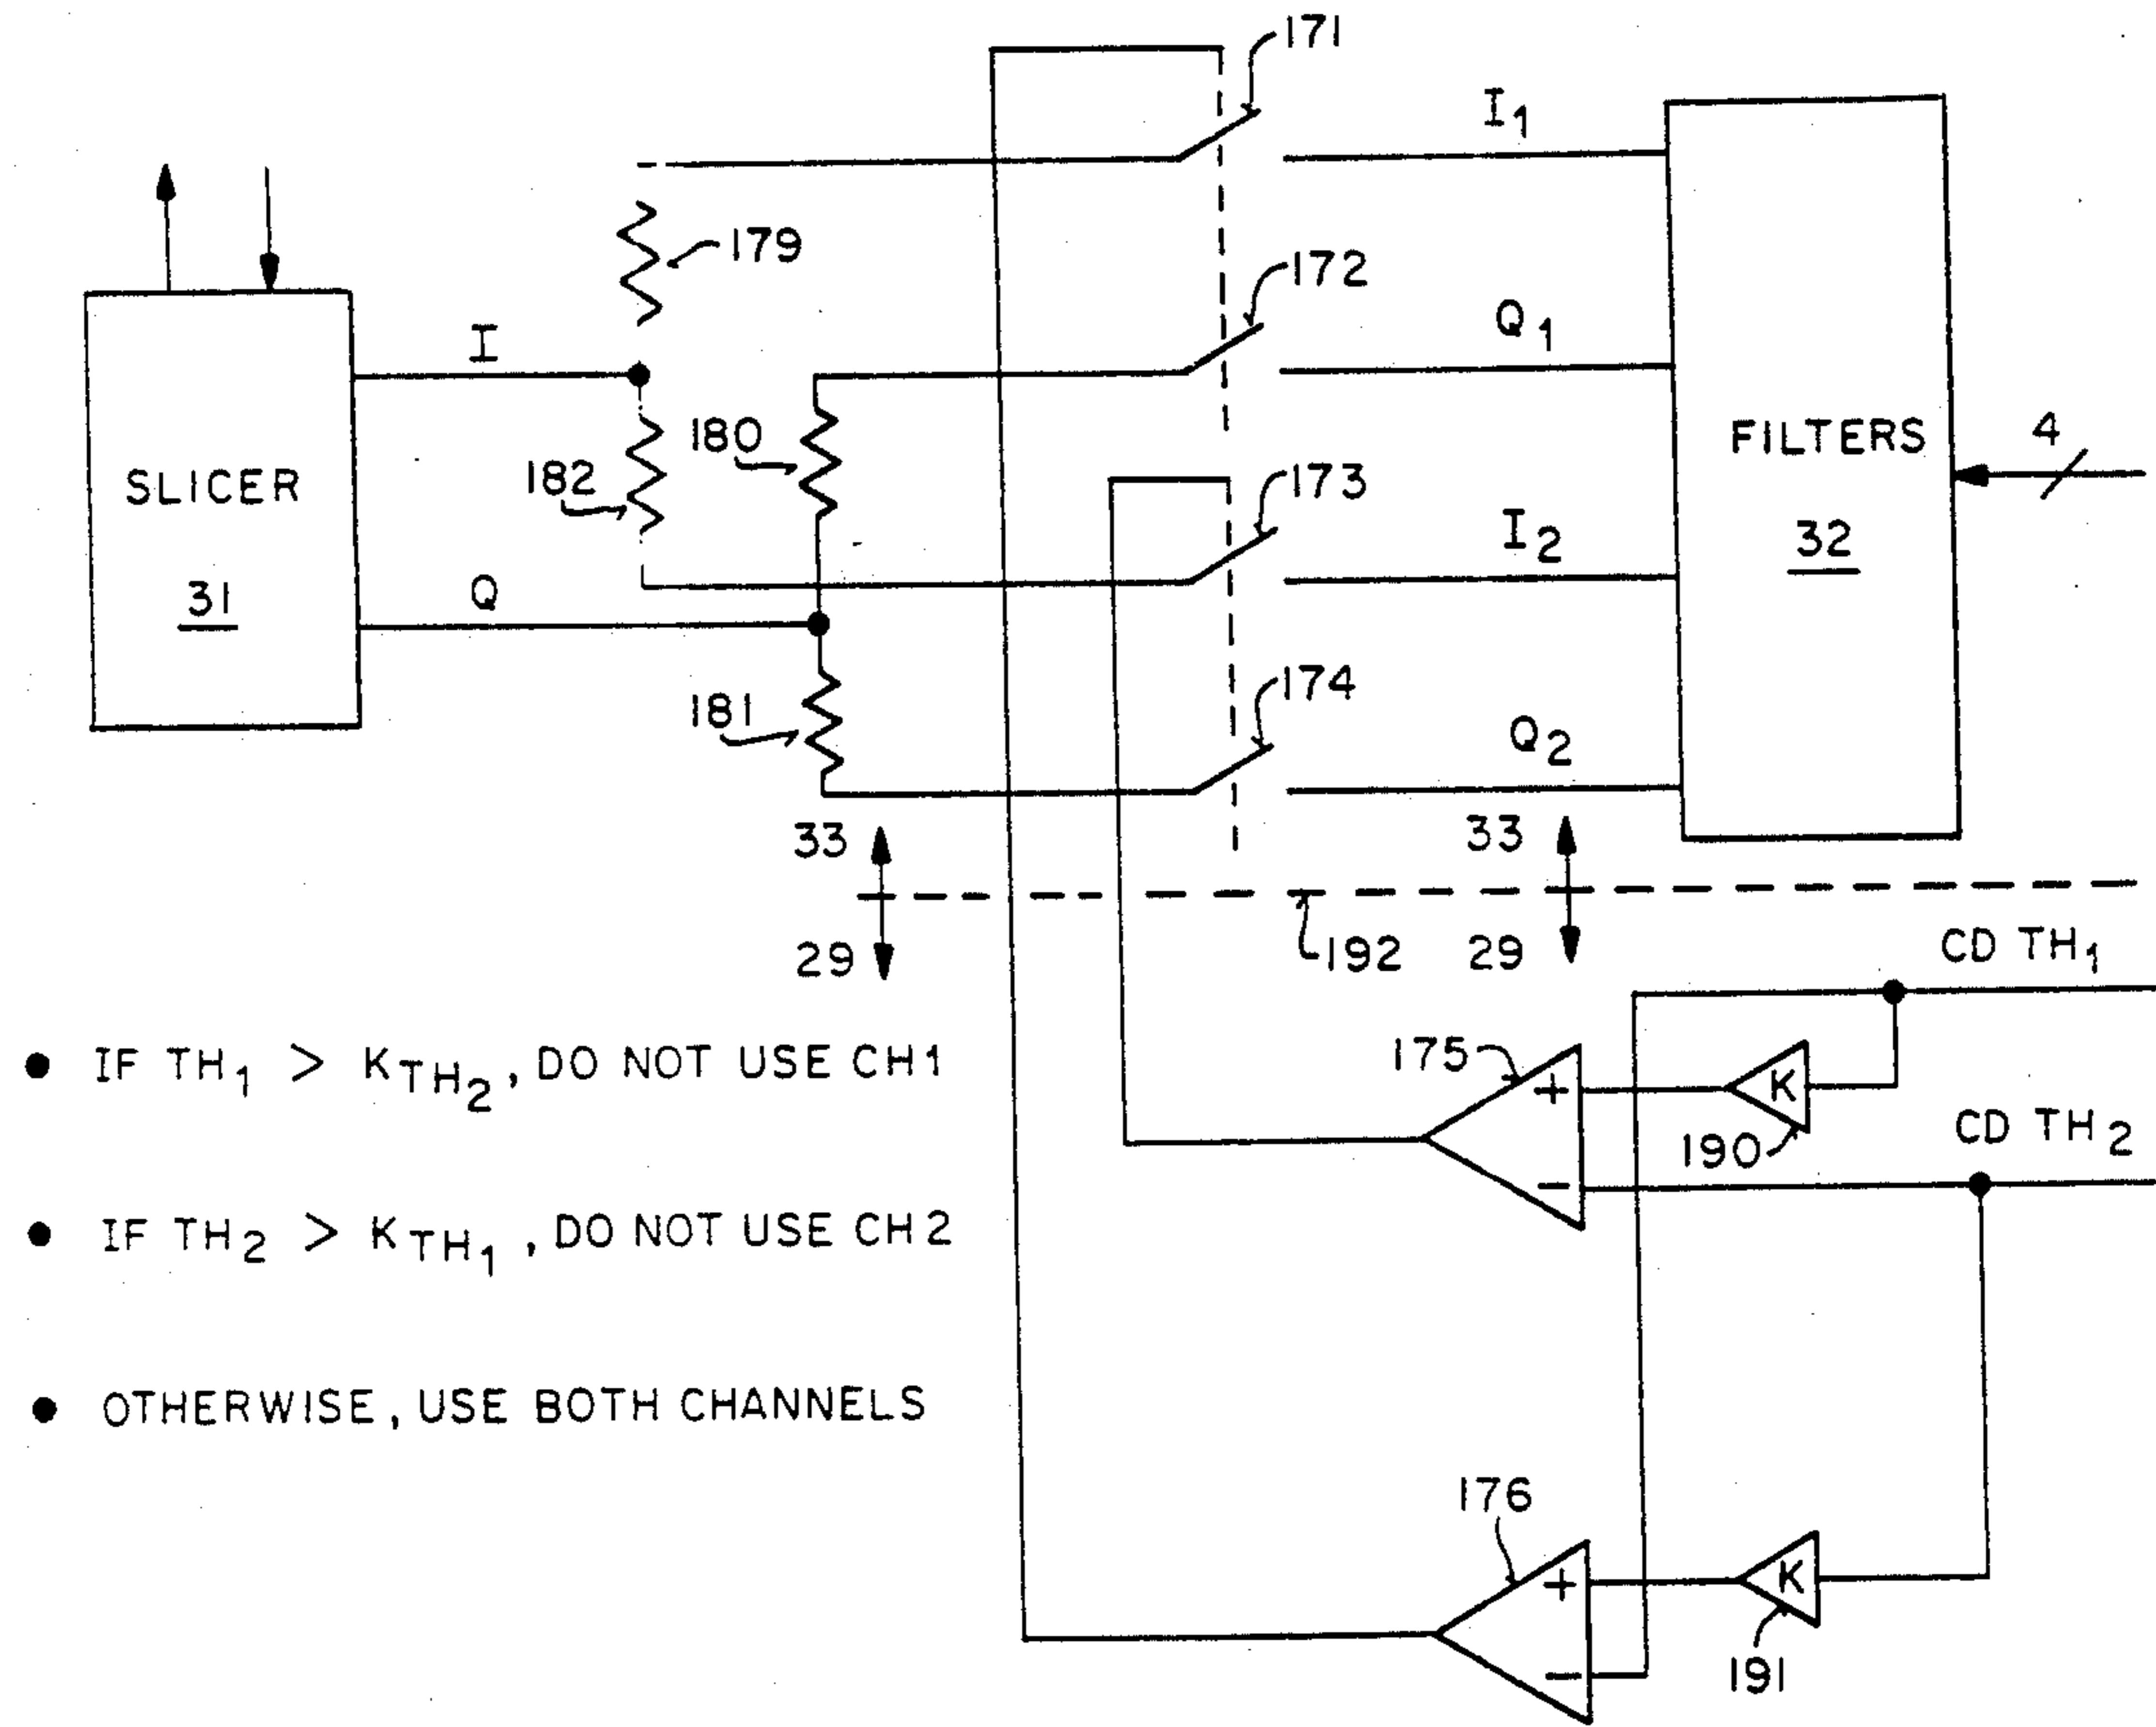 171
I1
172
Q1
179
I
180
182
SLICER
31
Q
173
I2
FILTERS
32
4
181
174
Q2
33
33
29
192
29
CD TH1
175
+
K
190
CD TH2
−
● IF TH1 > KTH2, DO NOT USE CH1
● IF TH2 > KTH1, DO NOT USE CH2
● OTHERWISE, USE BOTH CHANNELS
176
+
K
191
−